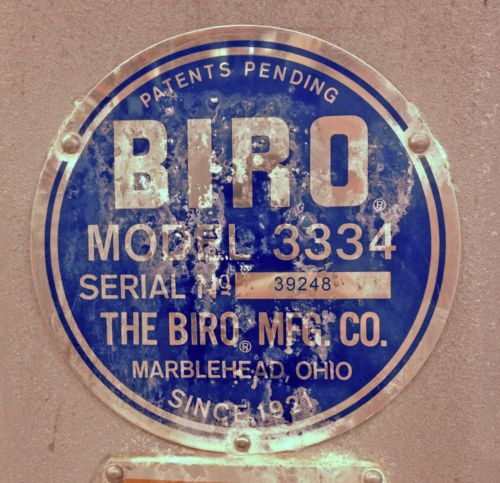 PATENTS PENDING
BIRO®
MODEL 3334
SERIAL Nº 39248
THE BIRO® MFG. CO.
MARBLEHEAD, OHIO
SINCE 1921